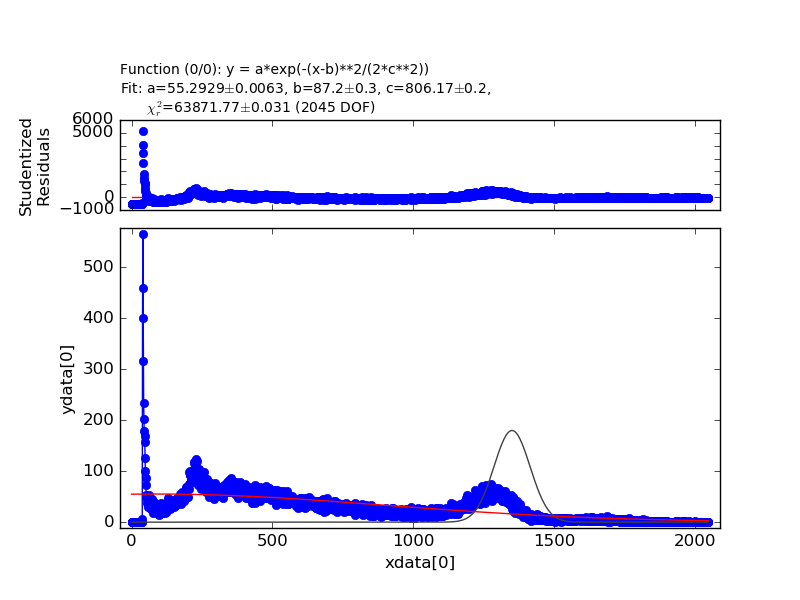 Function (0/0): y = a*exp(-(x-b)**2/(2*c**2))
Fit: a=55.2929±0.0063, b=87.2±0.3, c=806.17±0.2,
χ²ᵣ=63871.77±0.031 (2045 DOF)
6000
5000
0
−1000
Studentized
Residuals
500
400
300
200
100
0
ydata[0]
0
500
1000
1500
2000
xdata[0]